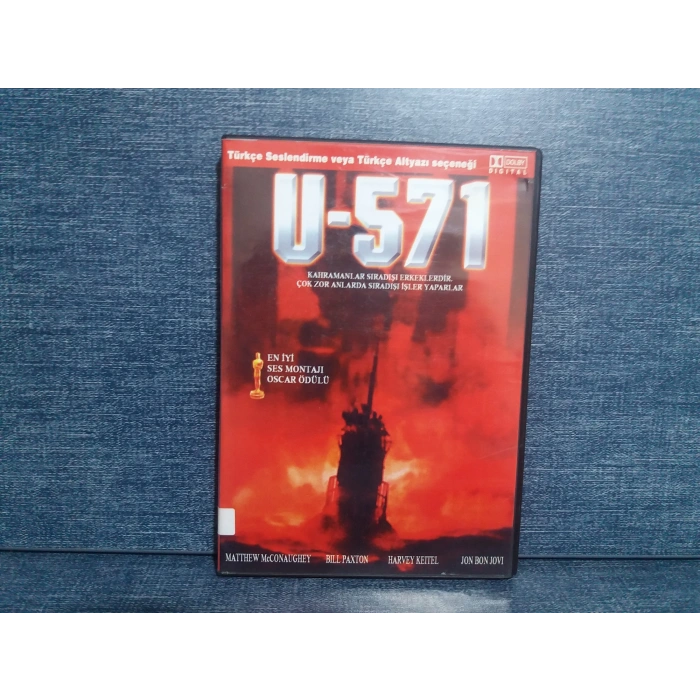 Türkçe Seslendirme veya Türkçe Altyazı seçeneği
DOLBY
DIGITAL
U-571
KAHRAMANLAR SIRADIŞI ERKEKLERDİR,
ÇOK ZOR ANLARDA SIRADIŞI İŞLER YAPARLAR
EN İYİ
SES MONTAJI
OSCAR ÖDÜLÜ
MATTHEW McCONAUGHEY BILL PAXTON HARVEY KEITEL JON BON JOVI